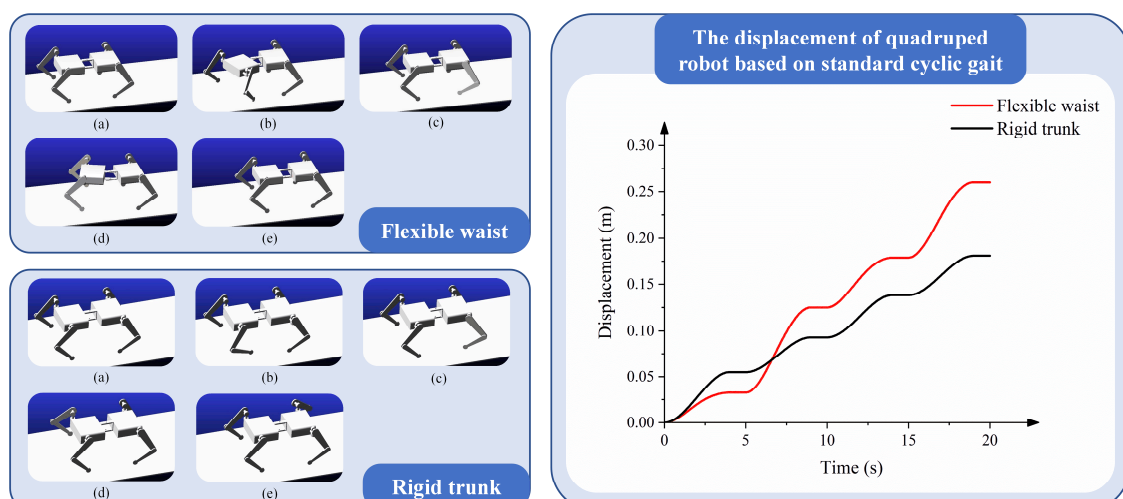 (a)
(b)
(c)
(d)
(e)
Flexible waist
(a)
(b)
(c)
(d)
(e)
Rigid trunk
The displacement of quadruped
robot based on standard cyclic gait
Flexible waist
Rigid trunk
0.30
0.25
0.20
0.15
0.10
0.05
0.00
Displacement (m)
0
5
10
15
20
Time (s)